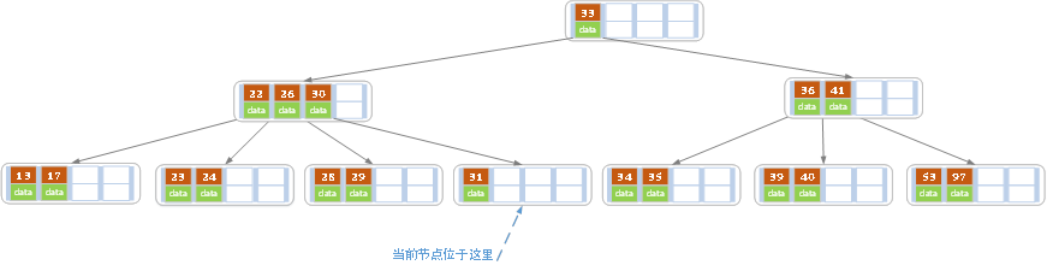 33
data
22 26 30
data data data
36 41
data data
13 17
data data
23 24
data data
28 29
data data
31
data
34 35
data data
39 40
data data
53 97
data data
当前节点位于这里